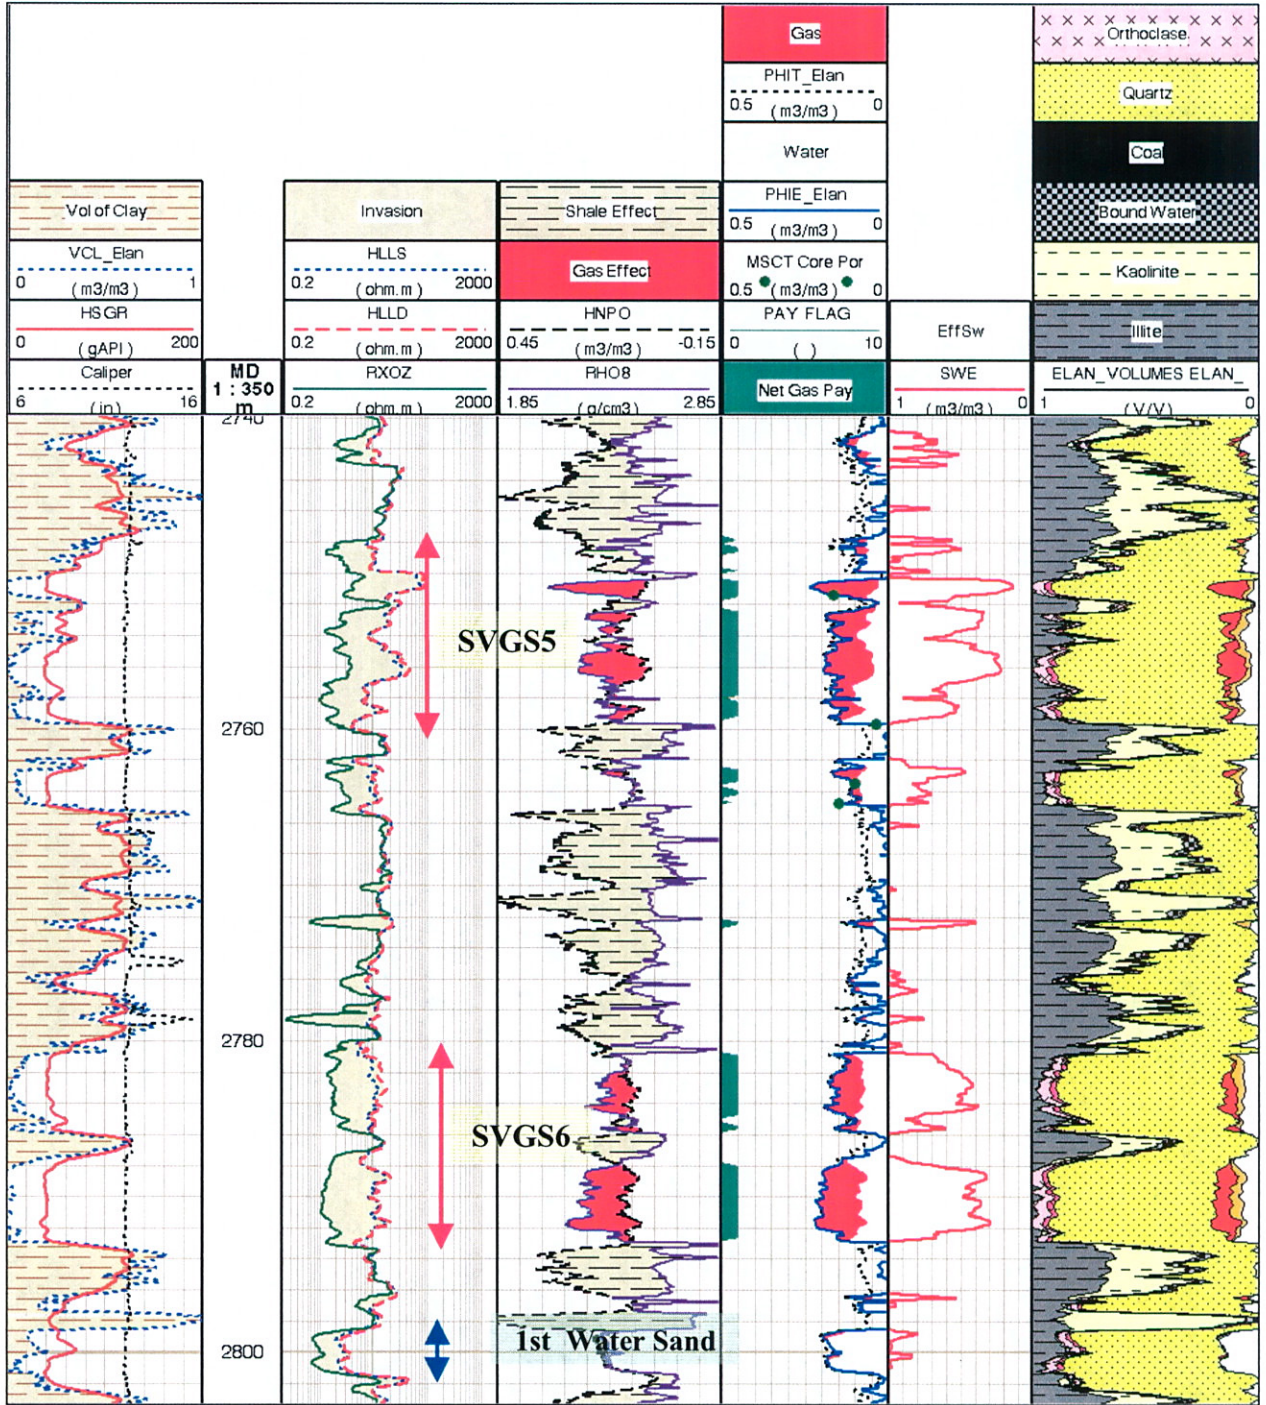 Gas
Orthoclase
PHIT_Elan
0.5 (m3/m3) 0
Quartz
Water
Coal
Vol of Clay
Invasion
Shale Effect
PHIE_Elan
0.5 (m3/m3) 0
Bound Water
VCL_Elan
0 (m3/m3) 1
HLLS
0.2 (ohm.m) 2000
Gas Effect
MSCT Core Por
0.5 (m3/m3) 0
Kaolinite
HSGR
0 (gAPI) 200
HLLD
0.2 (ohm.m) 2000
HNPO
0.45 (m3/m3) -0.15
PAY FLAG
0 ( ) 10
EffSw
Illite
Caliper
6 (in) 16
MD
1 : 350
m
RXOZ
0.2 (ohm.m) 2000
RHO8
1.85 (g/cm3) 2.85
Net Gas Pay
SWE
1 (m3/m3) 0
ELAN_VOLUMES ELAN_
1 (V/V) 0
2740
SVGS5
2760
2780
SVGS6
1st Water Sand
2800